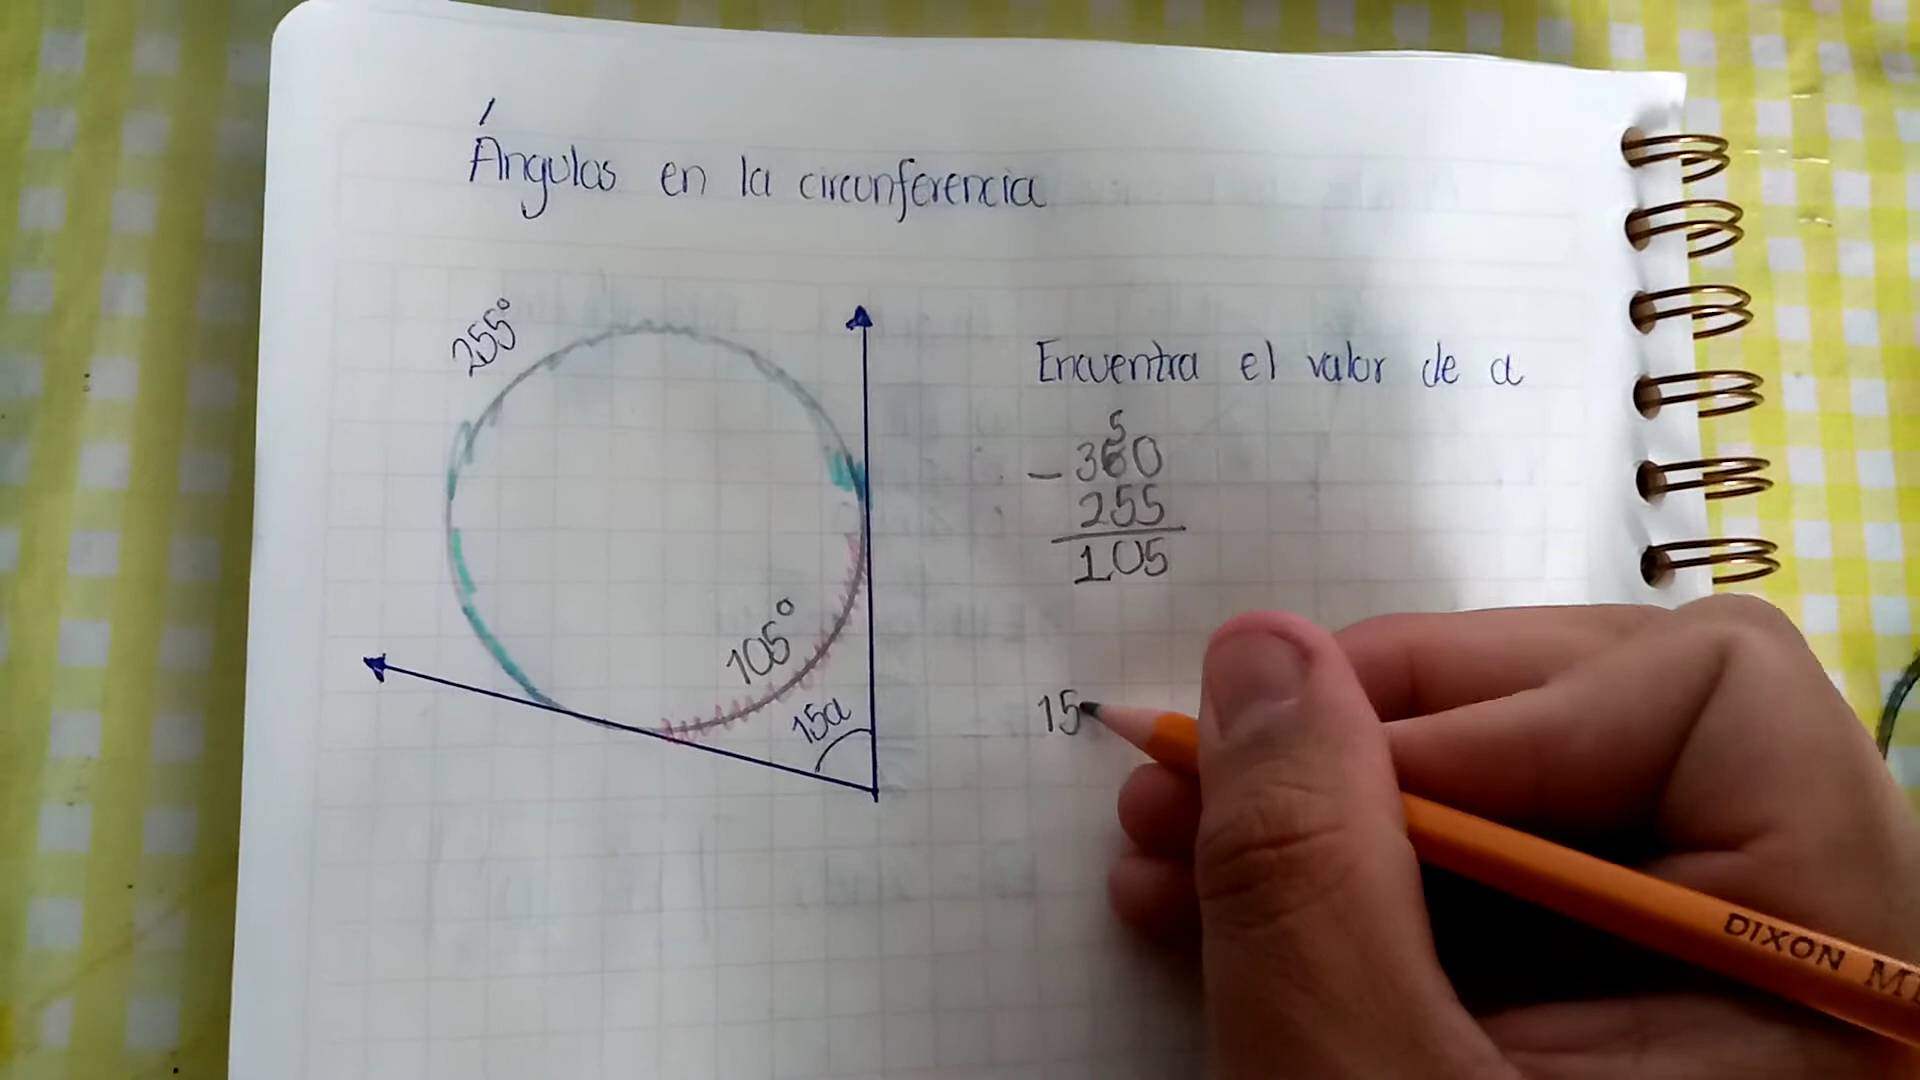 Ángulos en la circunferencia
255°
Encuentra el valor de a
5
- 360
255
105
105°
15a
15
DIXON M